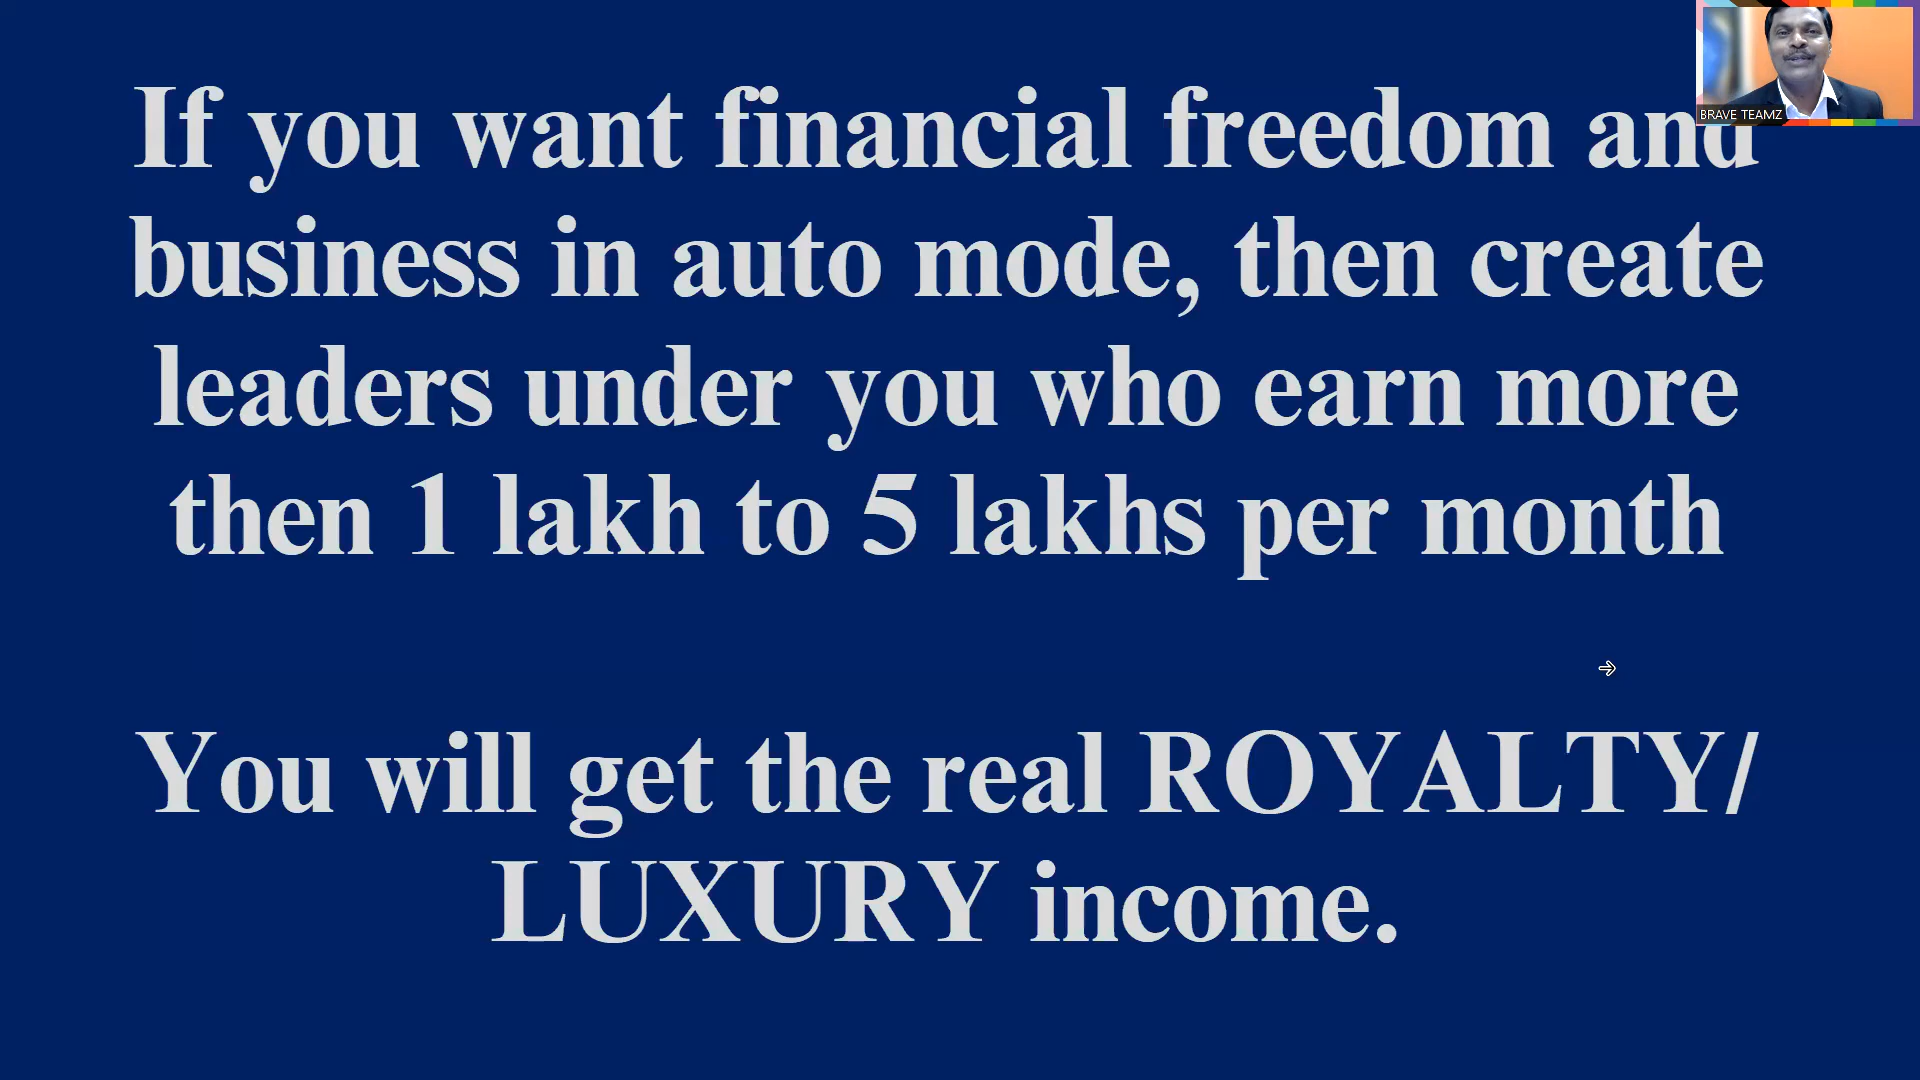 BRAVE TEAMZ
If you want financial freedom and
business in auto mode, then create
leaders under you who earn more
then 1 lakh to 5 lakhs per month
You will get the real ROYALTY/
LUXURY income.